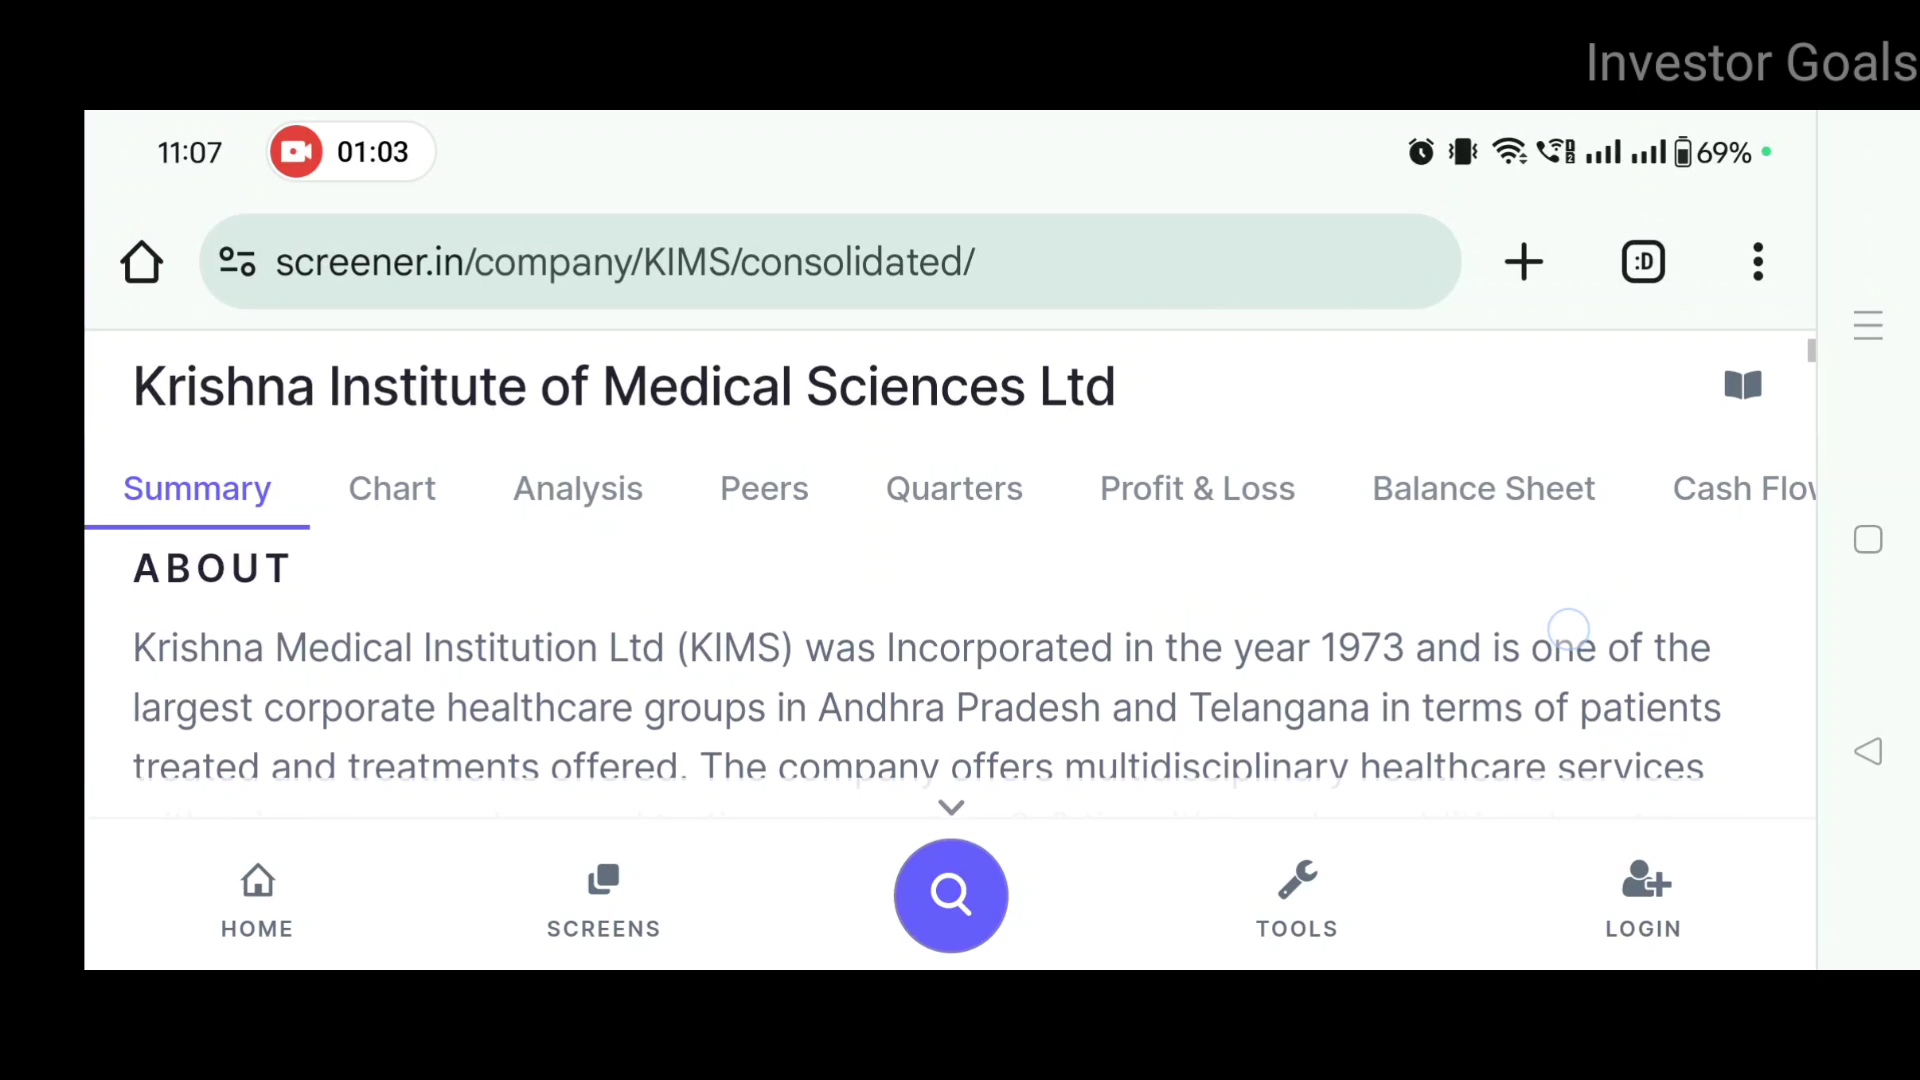 Investor Goals
11:07 01:03 69%
screener.in/company/KIMS/consolidated/ :D
Krishna Institute of Medical Sciences Ltd
Summary Chart Analysis Peers Quarters Profit & Loss Balance Sheet Cash Flow
ABOUT
Krishna Medical Institution Ltd (KIMS) was Incorporated in the year 1973 and is one of the
largest corporate healthcare groups in Andhra Pradesh and Telangana in terms of patients
treated and treatments offered. The company offers multidisciplinary healthcare services
HOME SCREENS TOOLS LOGIN